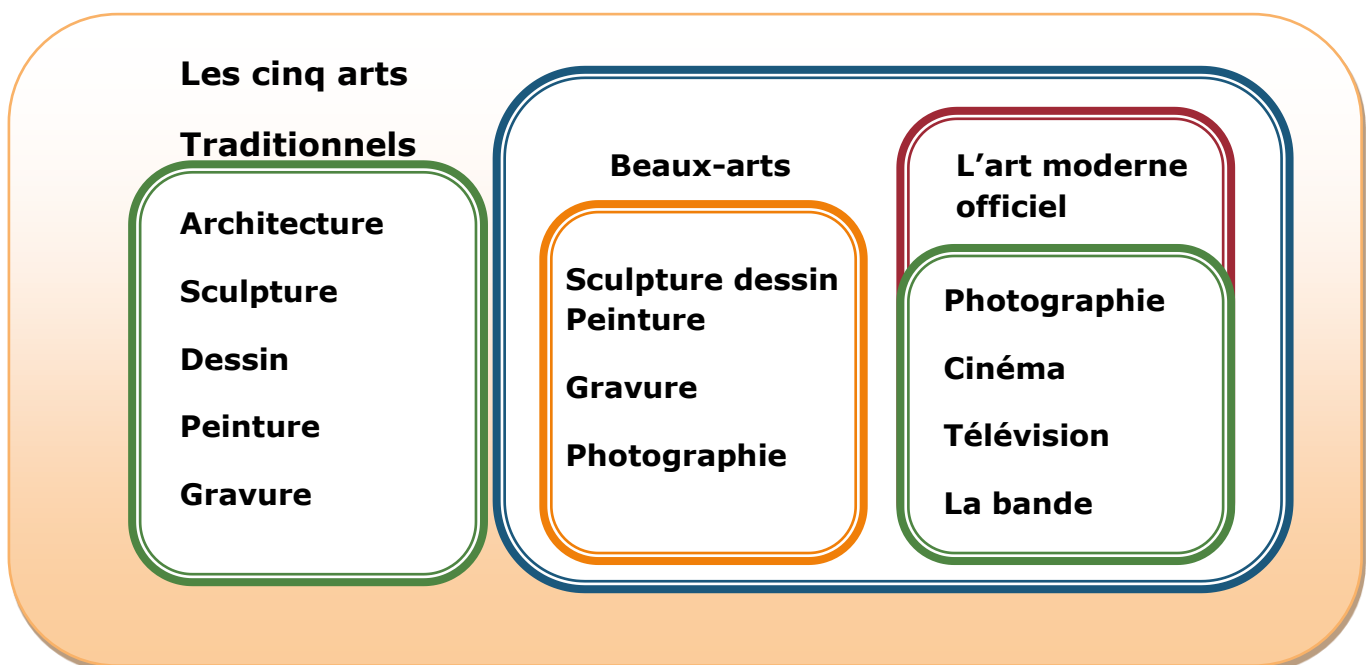 Les cinq arts
Traditionnels
Architecture
Sculpture
Dessin
Peinture
Gravure
Beaux-arts
Sculpture dessin
Peinture
Gravure
Photographie
L’art moderne
officiel
Photographie
Cinéma
Télévision
La bande